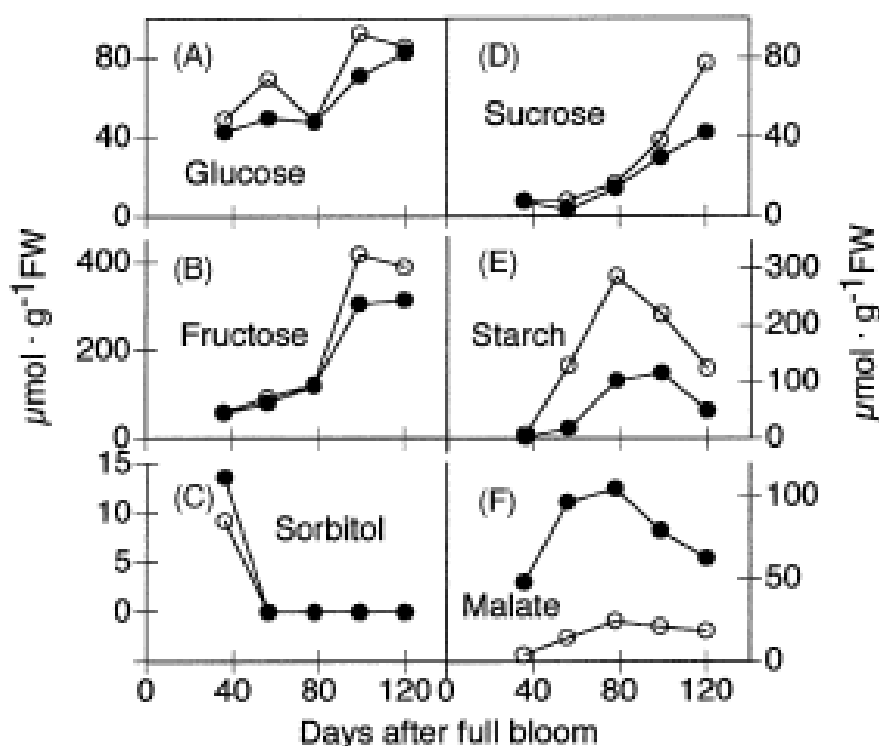 (A)
80
40
Glucose
0
(D)
80
Sucrose
40
0
(B)
400
Fructose
200
0
(E)
300
Starch
200
100
0
(C)
15
10
Sorbitol
5
0
(F)
100
50
Malate
0
µmol · g⁻¹FW
µmol · g⁻¹FW
0 40 80 120 0 40 80 120
Days after full bloom